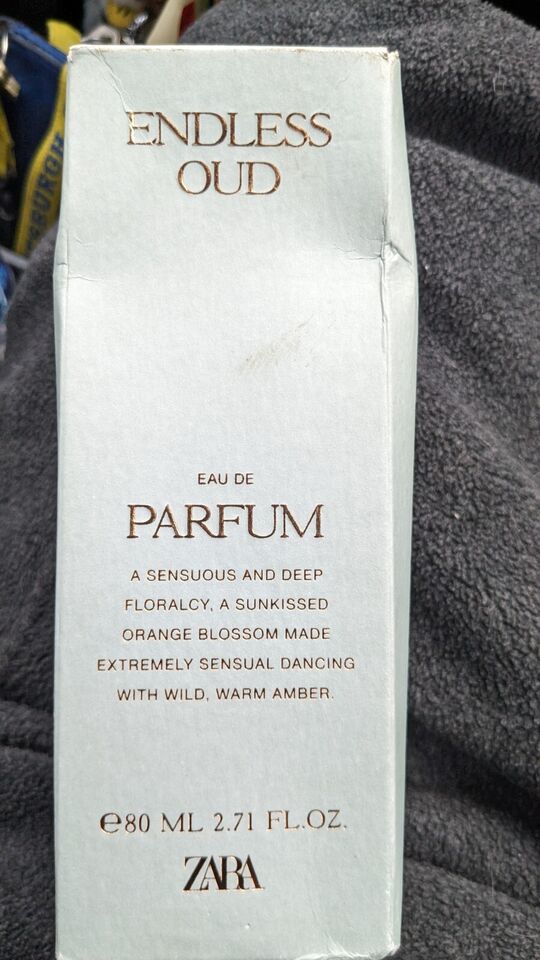 ENDLESS
OUD
EAU DE
PARFUM
A SENSUOUS AND DEEP
FLORALCY, A SUNKISSED
ORANGE BLOSSOM MADE
EXTREMELY SENSUAL DANCING
WITH WILD, WARM AMBER.
℮80 ML 2.71 FL.OZ.
ZARA